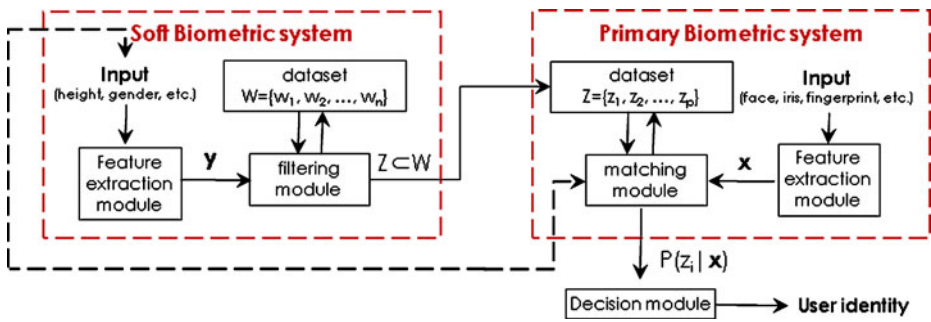 Soft Biometric system
Input
(height, gender, etc.)
dataset
W={w₁, w₂, ..., wₙ}
Feature
extraction
module
y
filtering
module
Z⊂W
Primary Biometric system
dataset
Z={z₁, z₂, ..., zₚ}
Input
(face, iris, fingerprint, etc.)
matching
module
x
Feature
extraction
module
P(zᵢ|x)
Decision module
User identity